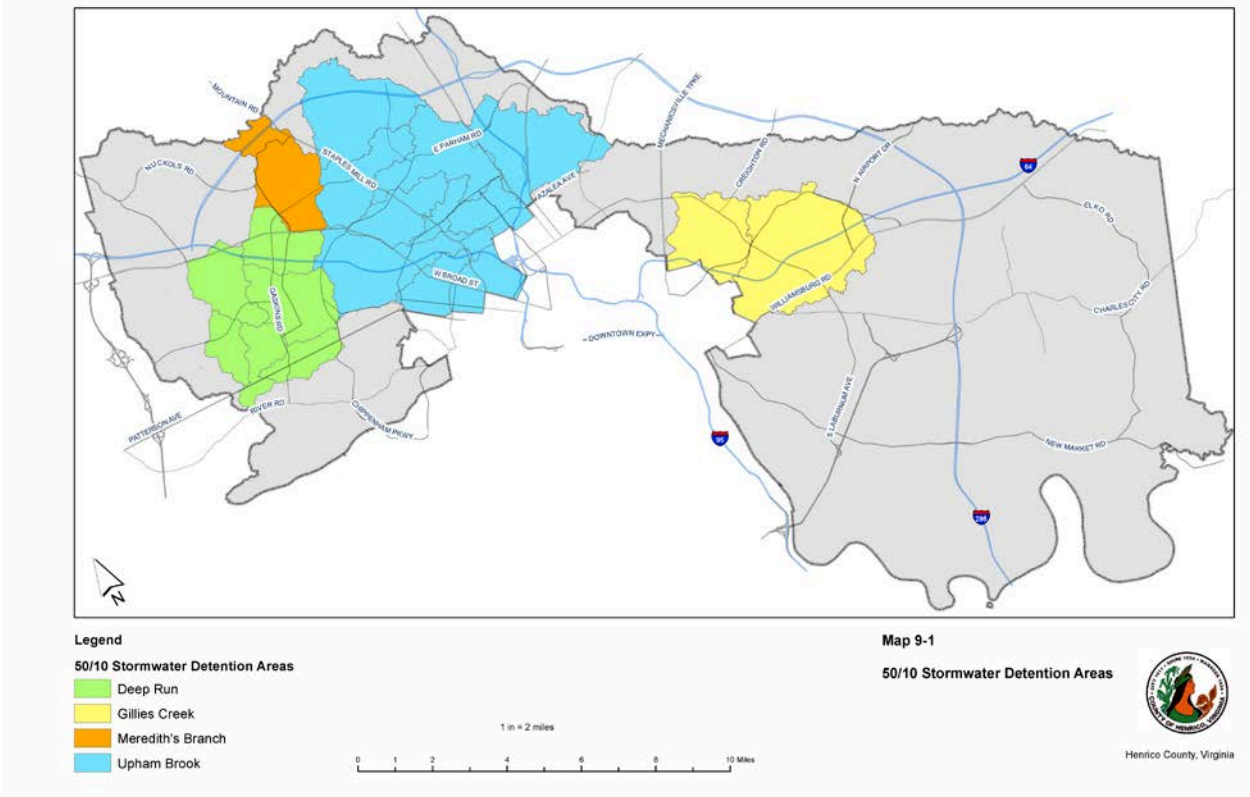 MOUNTAIN RD
MECHANICSVILLE TPKE
E PARHAM RD
NUCKOLS RD
STAPLES MILL RD
CREIGHTON RD
N AIRPORT DR
64
AZALEA AVE
ELKO RD
W BROAD ST
WILLIAMSBURG RD
GASKINS RD
CHARLES CITY RD
DOWNTOWN EXPY
S LABURNUM AVE
RIVER RD
PATTERSON AVE
CHIPPENHAM PKWY
95
NEW MARKET RD
295
N
Legend
50/10 Stormwater Detention Areas
Deep Run
Gillies Creek
Meredith's Branch
Upham Brook
1 in = 2 miles
0 1 2 4 6 8 10 Miles
Map 9-1
50/10 Stormwater Detention Areas
COUNTY OF HENRICO, VIRGINIA
Henrico County, Virginia